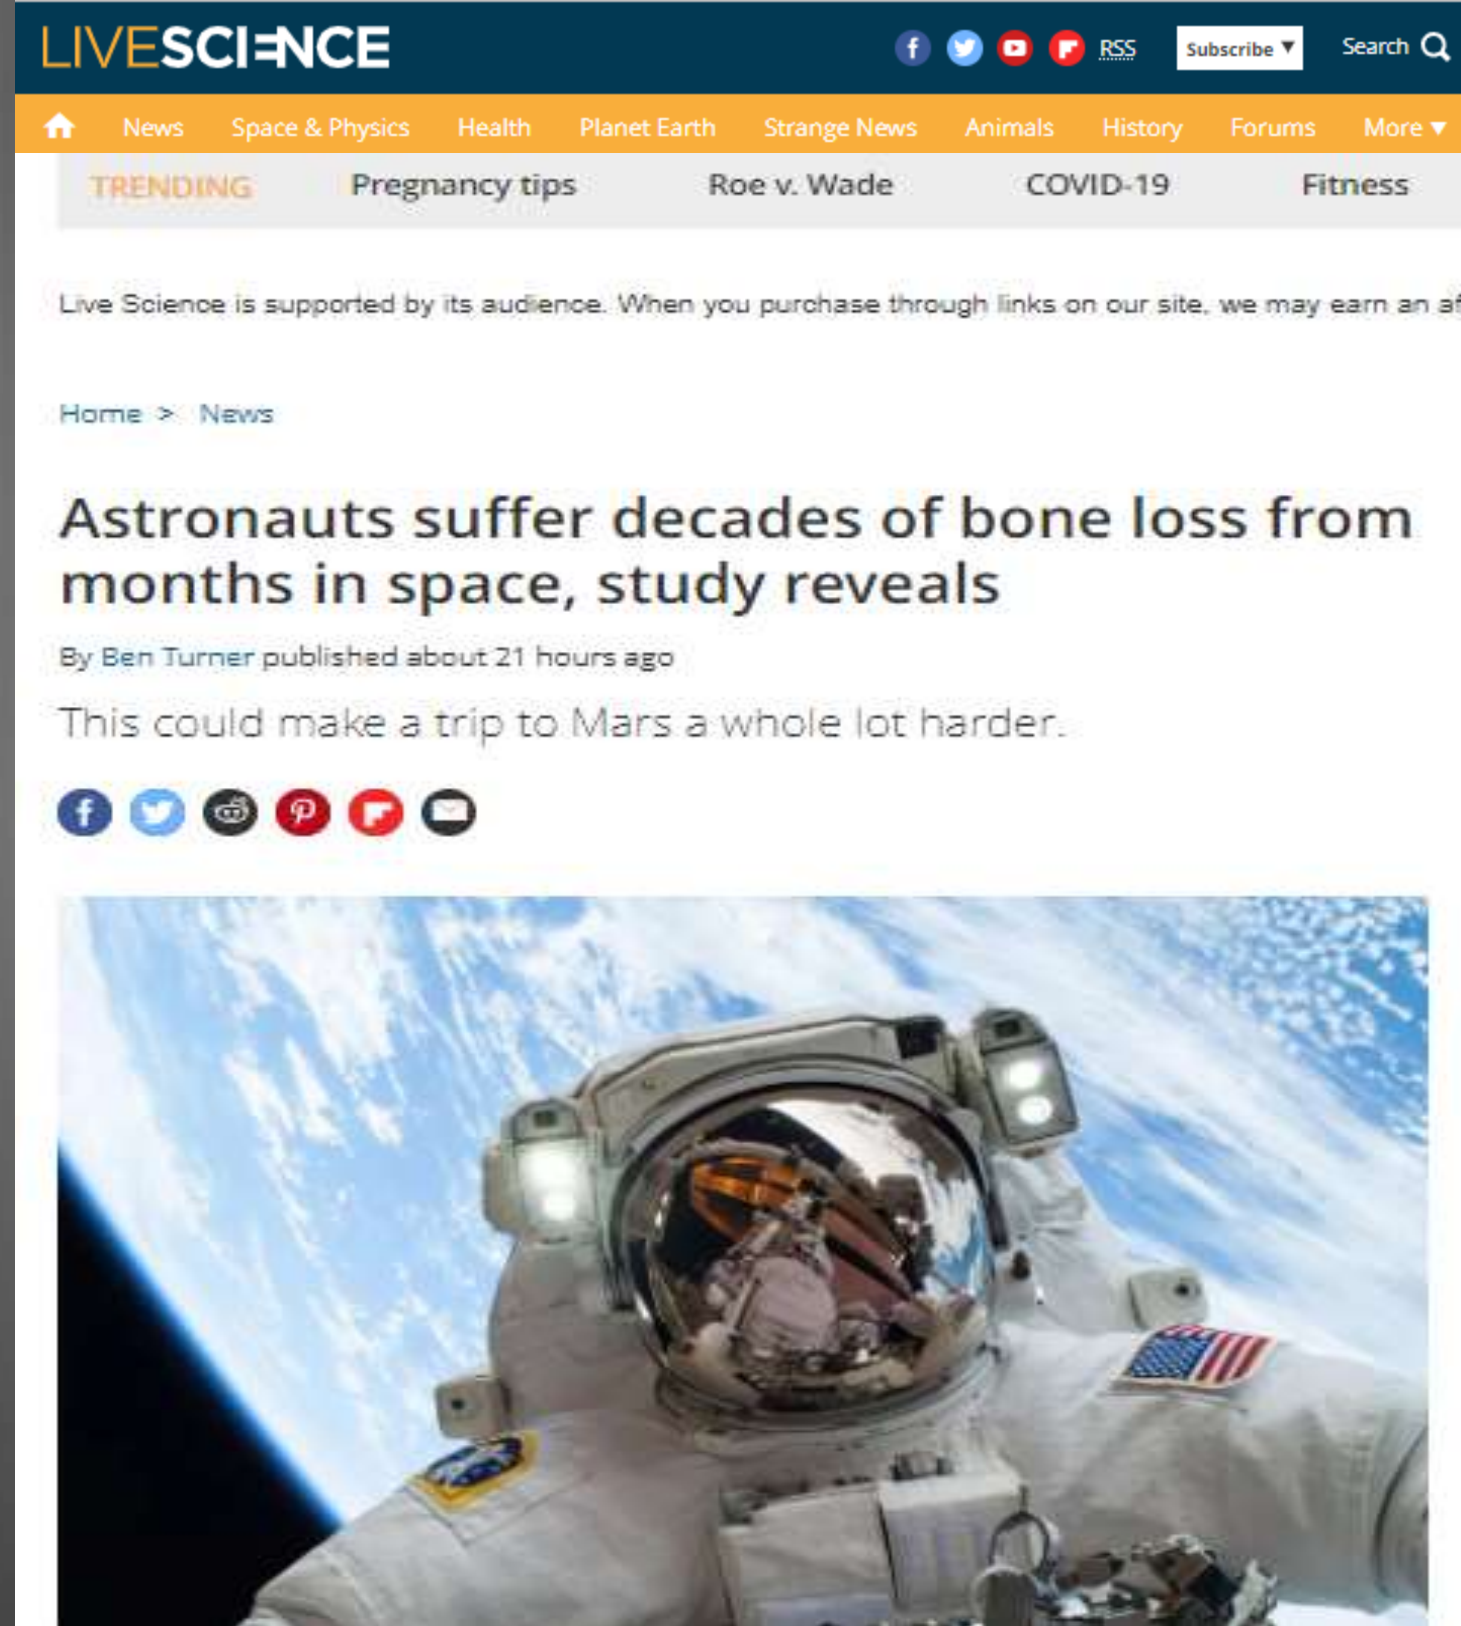 LIVESCIENCE
RSS Subscribe ▼ Search
News Space & Physics Health Planet Earth Strange News Animals History Forums More ▼
TRENDING Pregnancy tips Roe v. Wade COVID-19 Fitness
Live Science is supported by its audience. When you purchase through links on our site, we may earn an af
Home > News
Astronauts suffer decades of bone loss from
months in space, study reveals
By Ben Turner published about 21 hours ago
This could make a trip to Mars a whole lot harder.